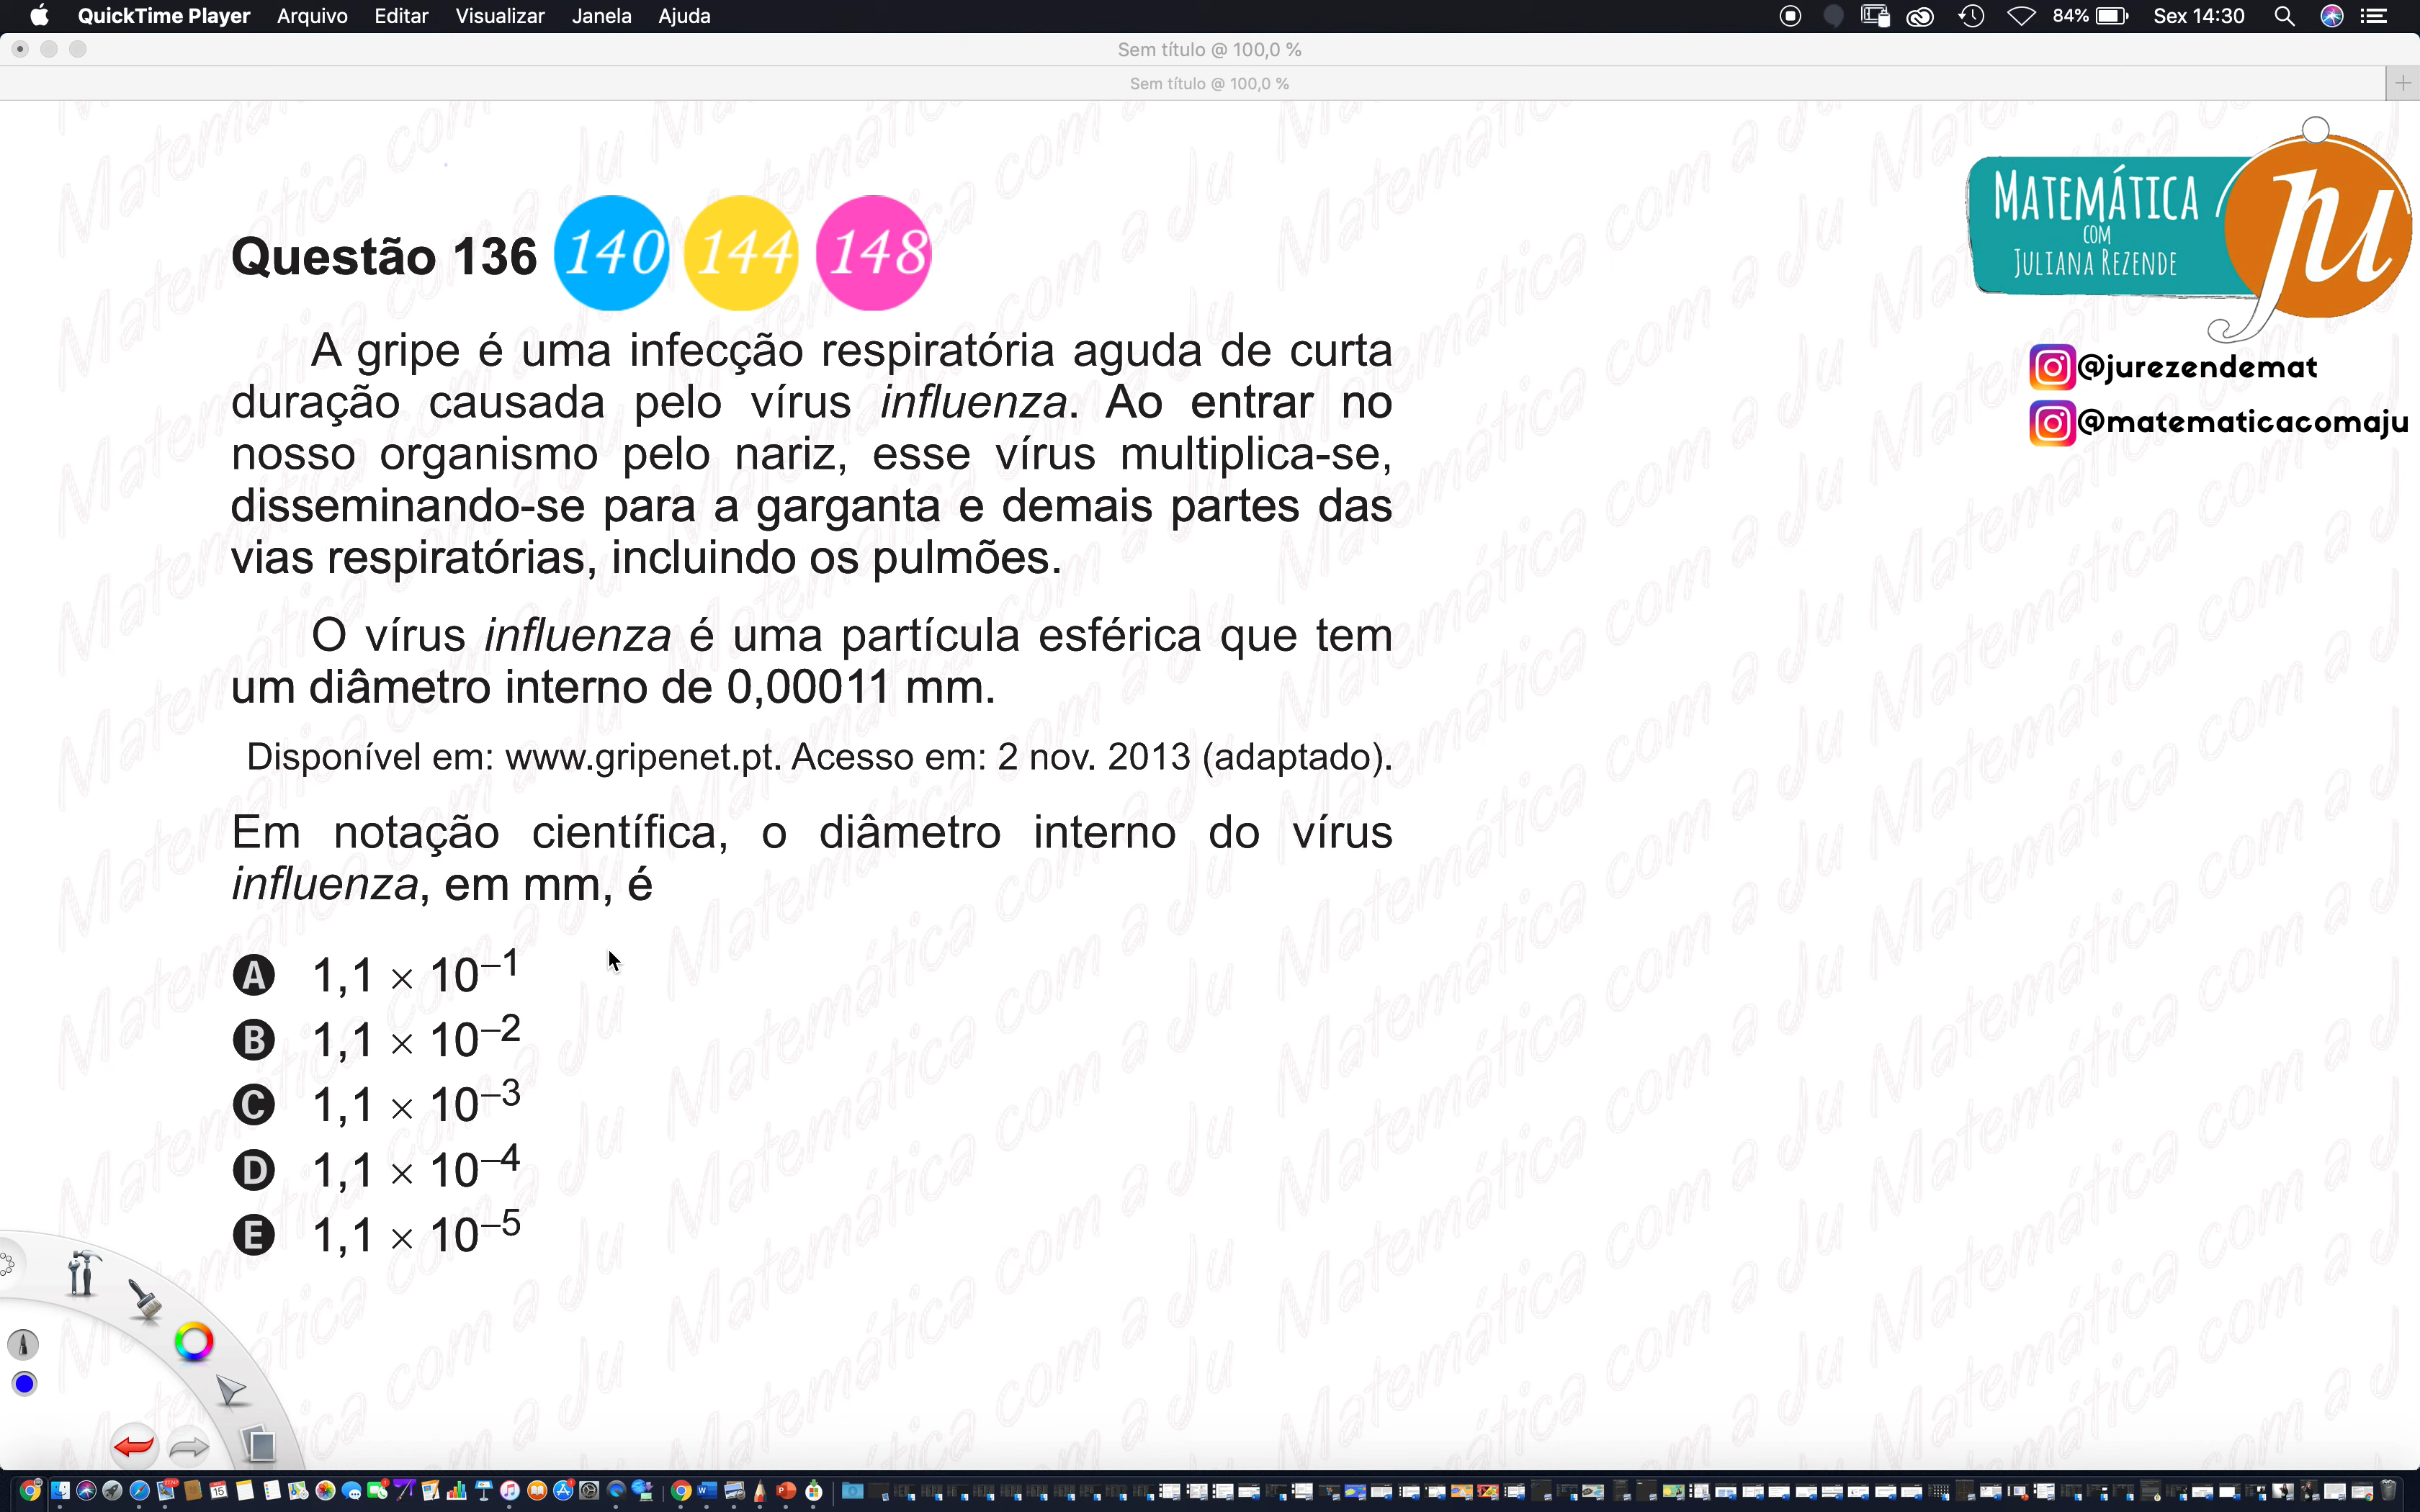 QuickTime Player Arquivo Editar Visualizar Janela Ajuda 84% Sex 14:30
Sem título @ 100,0 %
Sem título @ 100,0 %
MATEMÁTICA
COM
JULIANA REZENDE
Ju
@jurezendemat
@matematicacomaju
Questão 136 140 144 148
A gripe é uma infecção respiratória aguda de curta
duração causada pelo vírus influenza. Ao entrar no
nosso organismo pelo nariz, esse vírus multiplica-se,
disseminando-se para a garganta e demais partes das
vias respiratórias, incluindo os pulmões.
O vírus influenza é uma partícula esférica que tem
um diâmetro interno de 0,00011 mm.
Disponível em: www.gripenet.pt. Acesso em: 2 nov. 2013 (adaptado).
Em notação científica, o diâmetro interno do vírus
influenza, em mm, é
A 1,1 × 10⁻¹
B 1,1 × 10⁻²
C 1,1 × 10⁻³
D 1,1 × 10⁻⁴
E 1,1 × 10⁻⁵
Matemática com a Ju